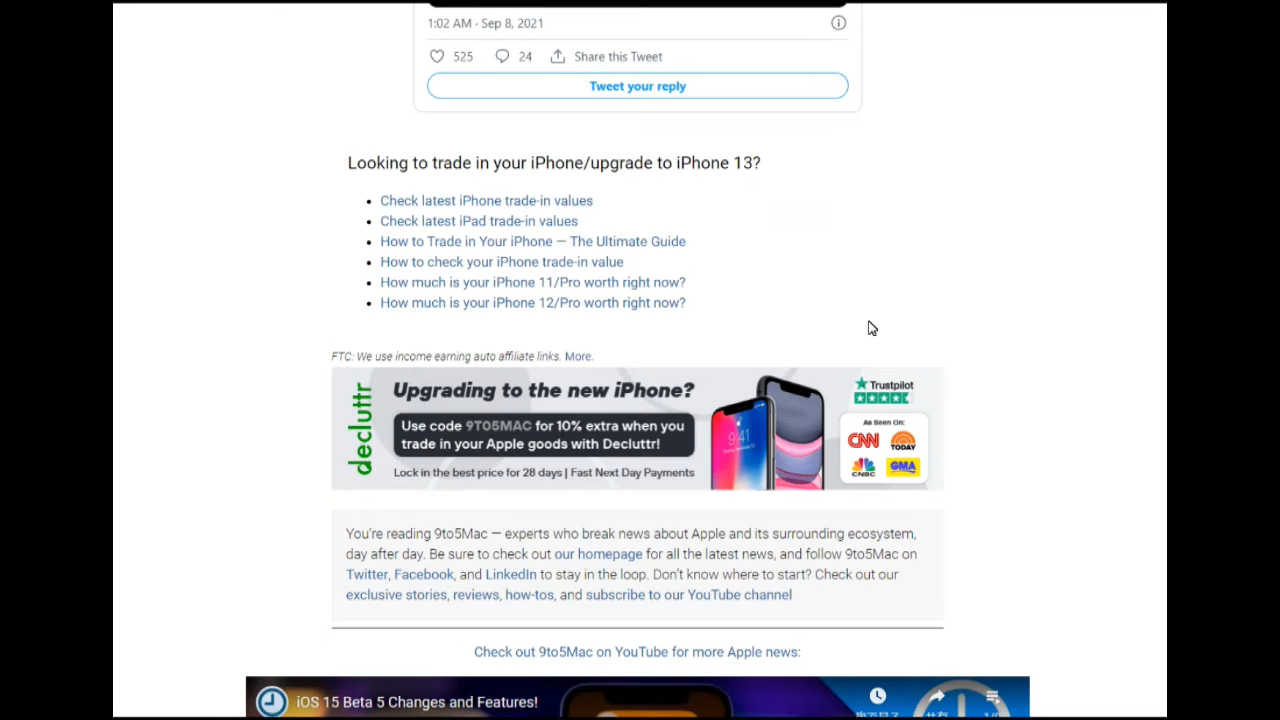 1:02 AM · Sep 8, 2021
525 24 Share this Tweet
Tweet your reply
Looking to trade in your iPhone/upgrade to iPhone 13?
Check latest iPhone trade-in values
Check latest iPad trade-in values
How to Trade in Your iPhone — The Ultimate Guide
How to check your iPhone trade-in value
How much is your iPhone 11/Pro worth right now?
How much is your iPhone 12/Pro worth right now?
FTC: We use income earning auto affiliate links. More.
decluttr
Upgrading to the new iPhone?
Use code 9TO5MAC for 10% extra when you
trade in your Apple goods with Decluttr!
Lock in the best price for 28 days | Fast Next Day Payments
9:41
Trustpilot
As Seen On:
CNN TODAY
CNBC GMA
You're reading 9to5Mac — experts who break news about Apple and its surrounding ecosystem,
day after day. Be sure to check out our homepage for all the latest news, and follow 9to5Mac on
Twitter, Facebook, and LinkedIn to stay in the loop. Don't know where to start? Check out our
exclusive stories, reviews, how-tos, and subscribe to our YouTube channel
Check out 9to5Mac on YouTube for more Apple news:
iOS 15 Beta 5 Changes and Features!